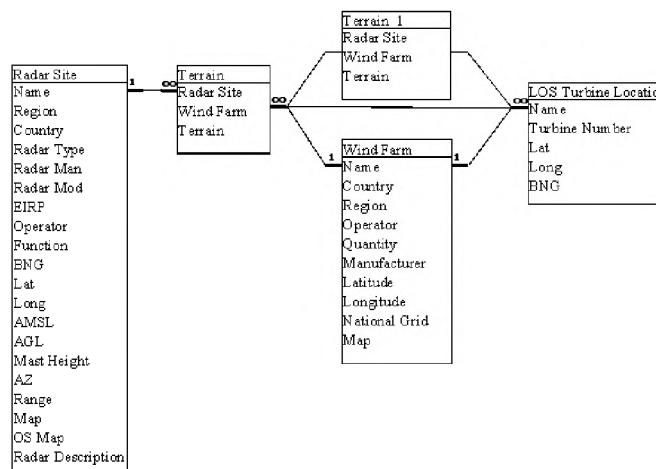 Radar Site
Name
Region
Country
Radar Type
Radar Man
Radar Mod
EIRP
Operator
Function
BNG
Lat
Long
AMSL
AGL
Mast Height
AZ
Range
Map
OS Map
Radar Description
1
∞
Terrain
Radar Site
Wind Farm
Terrain
∞
Terrain_1
Radar Site
Wind Farm
Terrain
1
Wind Farm
1
Name
Country
Region
Operator
Quantity
Manufacturer
Latitude
Longitude
National Grid
Map
∞
LOS Turbine Locatio
Name
Turbine Number
Lat
Long
BNG